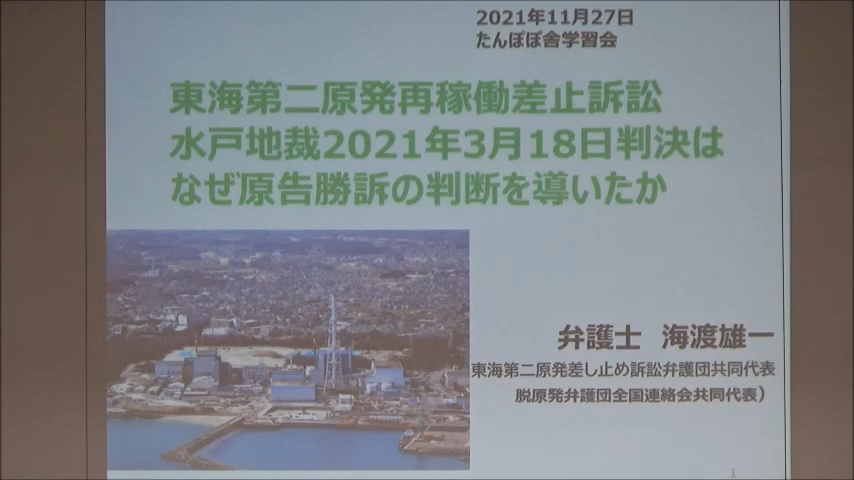 2021年11月27日
たんぽぽ舎学習会
東海第二原発再稼働差止訴訟
水戸地裁2021年3月18日判決は
なぜ原告勝訴の判断を導いたか
弁護士 海渡雄一
東海第二原発差し止め訴訟弁護団共同代表
脱原発弁護団全国連絡会共同代表）
1